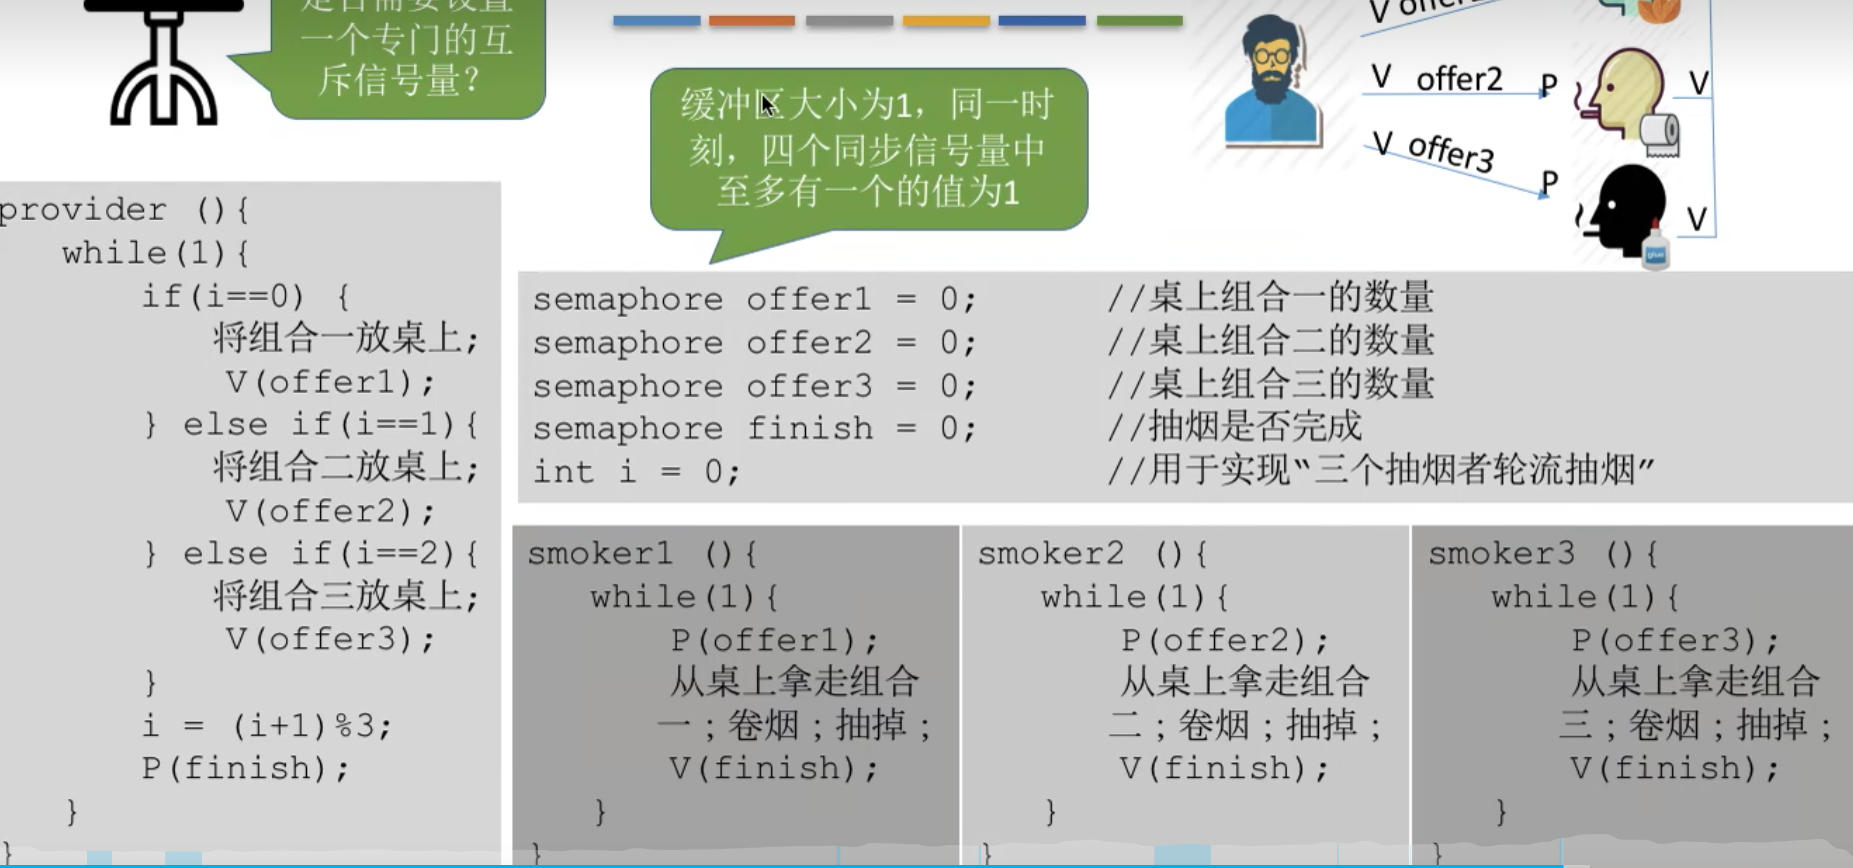 是否需要设置
一个专门的互
斥信号量？
缓冲区大小为1，同一时
刻，四个同步信号量中
至多有一个的值为1
V
V offer2 P V
V offer3
P
V
glue
provider (){
while(1){
if(i==0) {
将组合一放桌上;
V(offer1);
} else if(i==1){
将组合二放桌上;
V(offer2);
} else if(i==2){
将组合三放桌上;
V(offer3);
}
i = (i+1)%3;
P(finish);
}
}
semaphore offer1 = 0; //桌上组合一的数量
semaphore offer2 = 0; //桌上组合二的数量
semaphore offer3 = 0; //桌上组合三的数量
semaphore finish = 0; //抽烟是否完成
int i = 0; //用于实现“三个抽烟者轮流抽烟”
smoker1 (){
while(1){
P(offer1);
从桌上拿走组合
一；卷烟；抽掉；
V(finish);
}
}
smoker2 (){
while(1){
P(offer2);
从桌上拿走组合
二；卷烟；抽掉；
V(finish);
}
}
smoker3 (){
while(1){
P(offer3);
从桌上拿走组合
三；卷烟；抽掉；
V(finish);
}
}